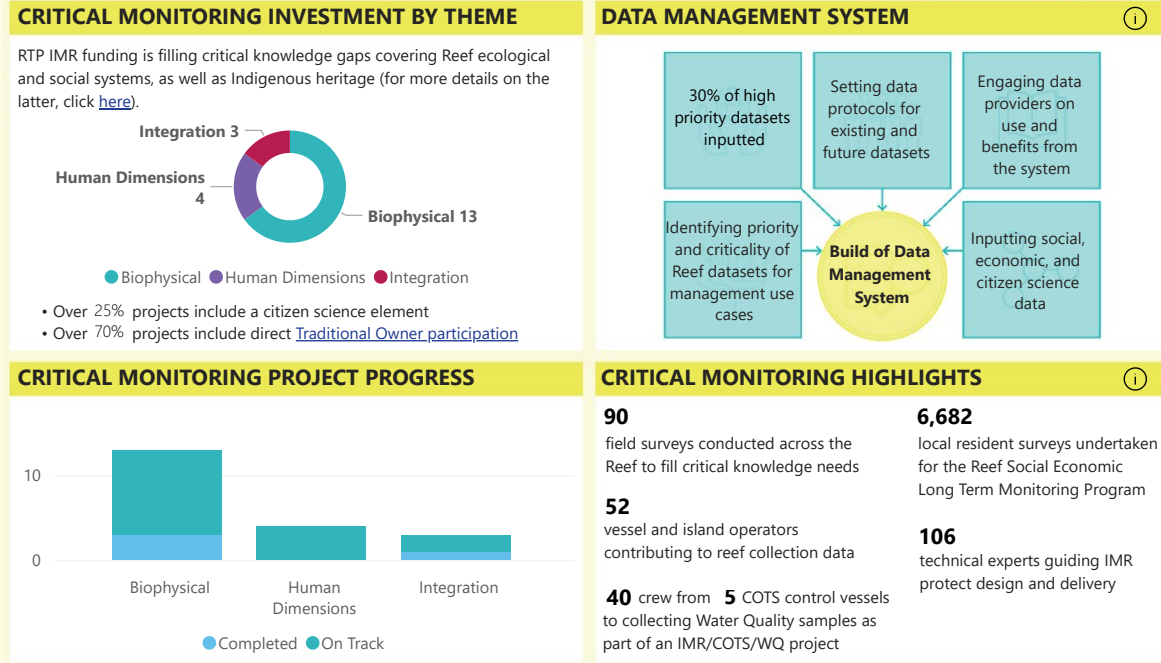 CRITICAL MONITORING INVESTMENT BY THEME
RTP IMR funding is filling critical knowledge gaps covering Reef ecological
and social systems, as well as Indigenous heritage (for more details on the
latter, click here).
Integration 3
Human Dimensions
4
Biophysical 13
Biophysical Human Dimensions Integration
• Over 25% projects include a citizen science element
• Over 70% projects include direct Traditional Owner participation
DATA MANAGEMENT SYSTEM
i
30% of high
priority datasets
inputted
Setting data
protocols for
existing and
future datasets
Engaging data
providers on
use and
benefits from
the system
Identifying priority
and criticality of
Reef datasets for
management use
cases
Build of Data
Management
System
Inputting social,
economic, and
citizen science
data
CRITICAL MONITORING PROJECT PROGRESS
10
0
Biophysical
Human
Dimensions
Integration
Completed On Track
CRITICAL MONITORING HIGHLIGHTS
i
90
field surveys conducted across the
Reef to fill critical knowledge needs
52
vessel and island operators
contributing to reef collection data
40 crew from 5 COTS control vessels
to collecting Water Quality samples as
part of an IMR/COTS/WQ project
6,682
local resident surveys undertaken
for the Reef Social Economic
Long Term Monitoring Program
106
technical experts guiding IMR
protect design and delivery